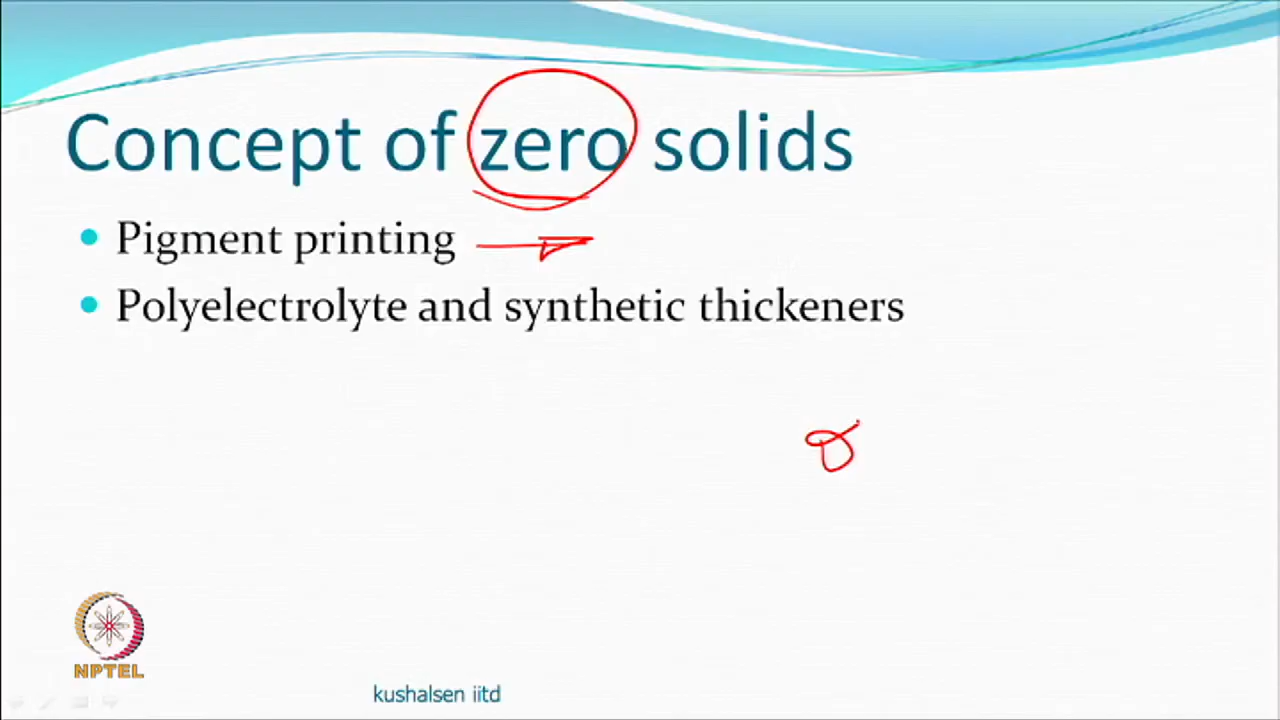 Concept of zero solids
Pigment printing
Polyelectrolyte and synthetic thickeners
NPTEL
kushalsen iitd